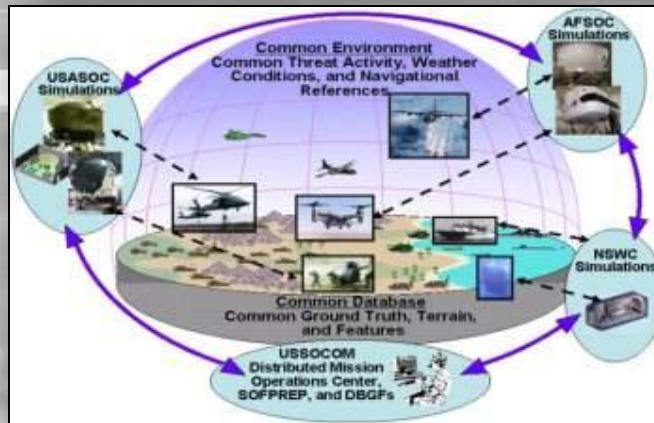 AFSOC
Simulations
Common Environment
Common Threat Activity, Weather
Conditions, and Navigational
References
USASOC
Simulations
NSWC
Simulations
Common Database
Common Ground Truth, Terrain,
and Features
USSOCOM
Distributed Mission
Operations Center,
SOFPREP, and DBGFs